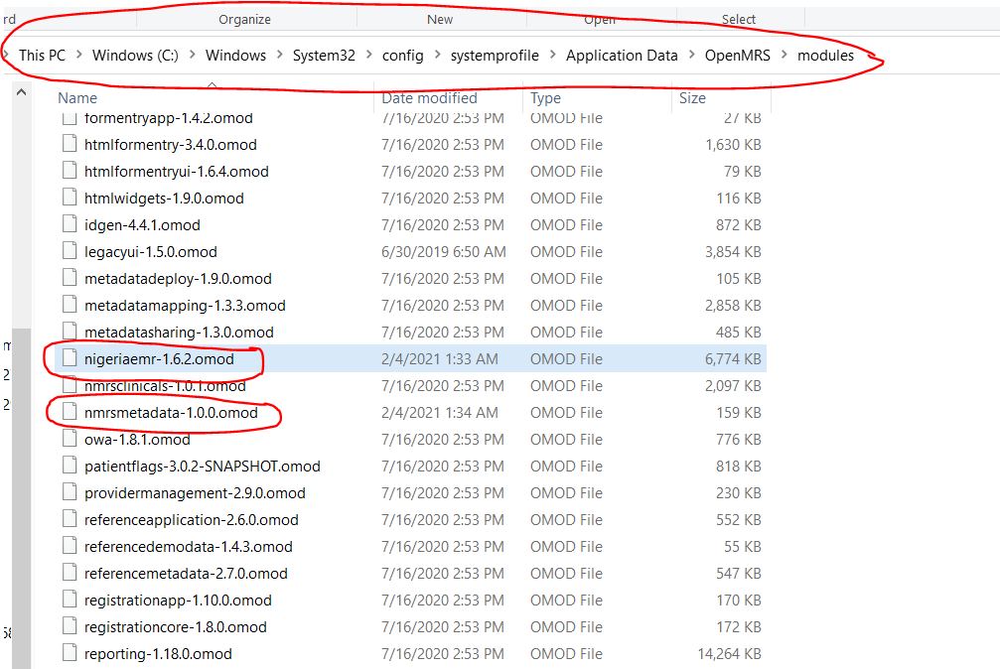 rd Organize New Open Select
This PC > Windows (C:) > Windows > System32 > config > systemprofile > Application Data > OpenMRS > modules
Name Date modified Type Size
formentryapp-1.4.2.omod 7/16/2020 2:53 PM OMOD File 27 KB
htmlformentry-3.4.0.omod 7/16/2020 2:53 PM OMOD File 1,630 KB
htmlformentryui-1.6.4.omod 7/16/2020 2:53 PM OMOD File 79 KB
htmlwidgets-1.9.0.omod 7/16/2020 2:53 PM OMOD File 116 KB
idgen-4.4.1.omod 7/16/2020 2:53 PM OMOD File 872 KB
legacyui-1.5.0.omod 6/30/2019 6:50 AM OMOD File 3,854 KB
metadatadeploy-1.9.0.omod 7/16/2020 2:53 PM OMOD File 105 KB
metadatamapping-1.3.3.omod 7/16/2020 2:53 PM OMOD File 2,858 KB
metadatasharing-1.3.0.omod 7/16/2020 2:53 PM OMOD File 485 KB
nigeriaemr-1.6.2.omod 2/4/2021 1:33 AM OMOD File 6,774 KB
nmrsclinicals-1.0.1.omod 7/16/2020 2:53 PM OMOD File 2,097 KB
nmrsmetadata-1.0.0.omod 2/4/2021 1:34 AM OMOD File 159 KB
owa-1.8.1.omod 7/16/2020 2:53 PM OMOD File 776 KB
patientflags-3.0.2-SNAPSHOT.omod 7/16/2020 2:53 PM OMOD File 818 KB
providermanagement-2.9.0.omod 7/16/2020 2:53 PM OMOD File 230 KB
referenceapplication-2.6.0.omod 7/16/2020 2:53 PM OMOD File 552 KB
referencedemodata-1.4.3.omod 7/16/2020 2:53 PM OMOD File 55 KB
referencemetadata-2.7.0.omod 7/16/2020 2:53 PM OMOD File 547 KB
registrationapp-1.10.0.omod 7/16/2020 2:53 PM OMOD File 170 KB
registrationcore-1.8.0.omod 7/16/2020 2:53 PM OMOD File 172 KB
reporting-1.18.0.omod 7/16/2020 2:53 PM OMOD File 14,264 KB